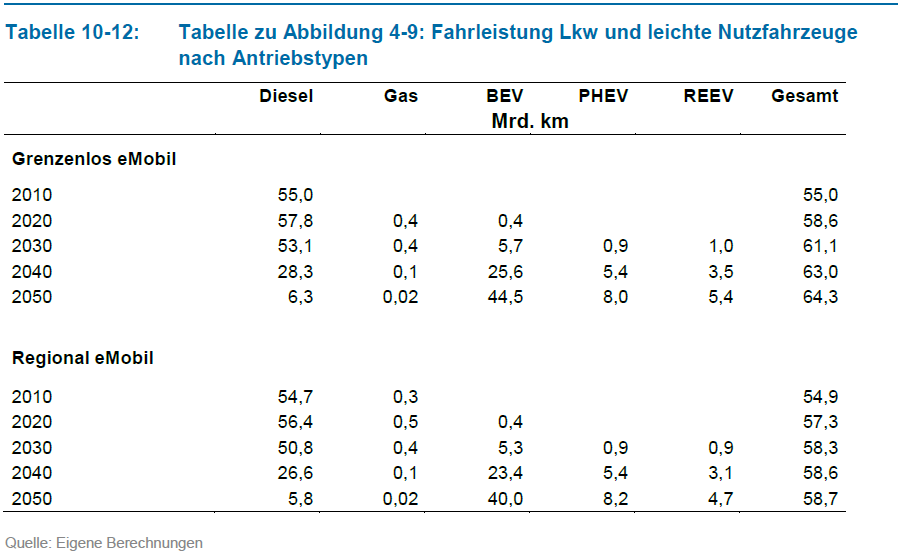 Tabelle 10-12: Tabelle zu Abbildung 4-9: Fahrleistung Lkw und leichte Nutzfahrzeuge
nach Antriebstypen
Diesel Gas BEV PHEV REEV Gesamt
Mrd. km
Grenzenlos eMobil
2010 55,0 55,0
2020 57,8 0,4 0,4 58,6
2030 53,1 0,4 5,7 0,9 1,0 61,1
2040 28,3 0,1 25,6 5,4 3,5 63,0
2050 6,3 0,02 44,5 8,0 5,4 64,3
Regional eMobil
2010 54,7 0,3 54,9
2020 56,4 0,5 0,4 57,3
2030 50,8 0,4 5,3 0,9 0,9 58,3
2040 26,6 0,1 23,4 5,4 3,1 58,6
2050 5,8 0,02 40,0 8,2 4,7 58,7
Quelle: Eigene Berechnungen